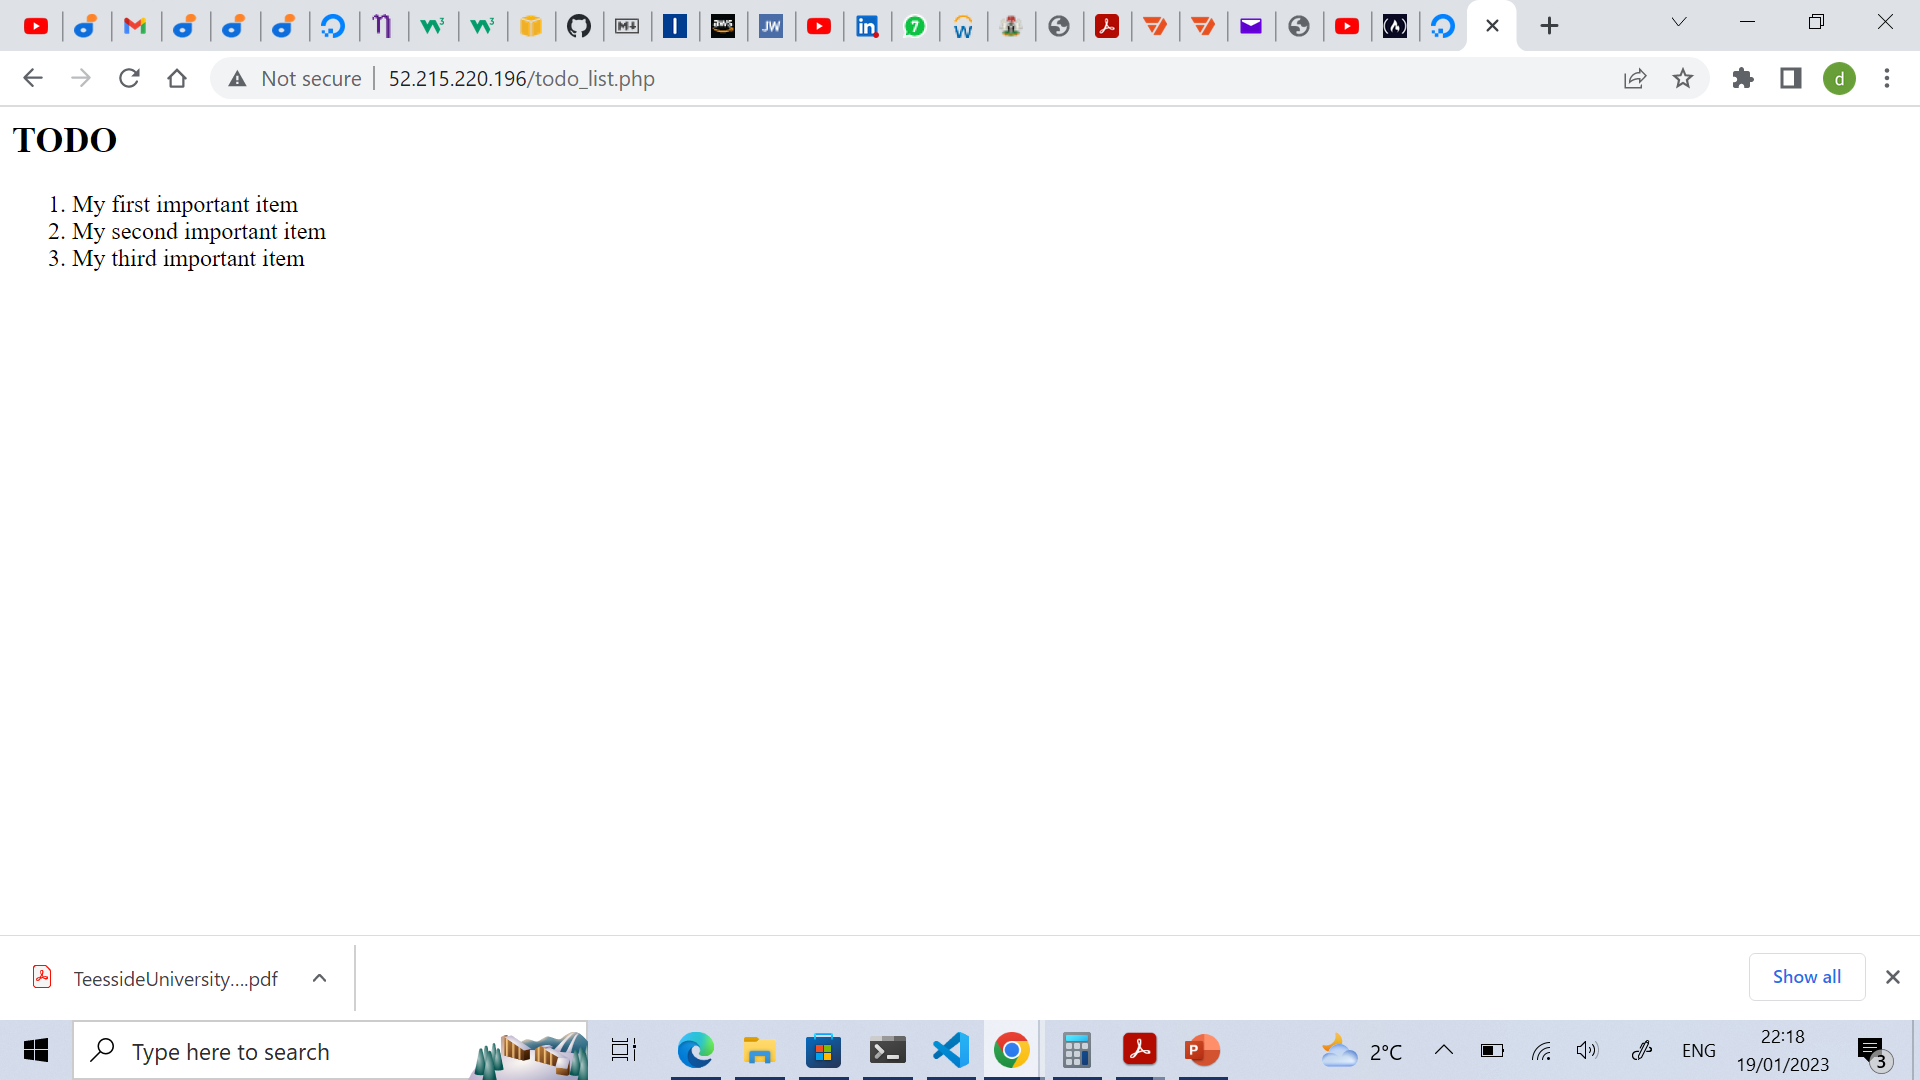 Not secure
52.215.220.196/todo_list.php
d
TODO
1. My first important item
2. My second important item
3. My third important item
TeessideUniversity....pdf
Show all
Type here to search
2°C
ENG
22:18
19/01/2023
3